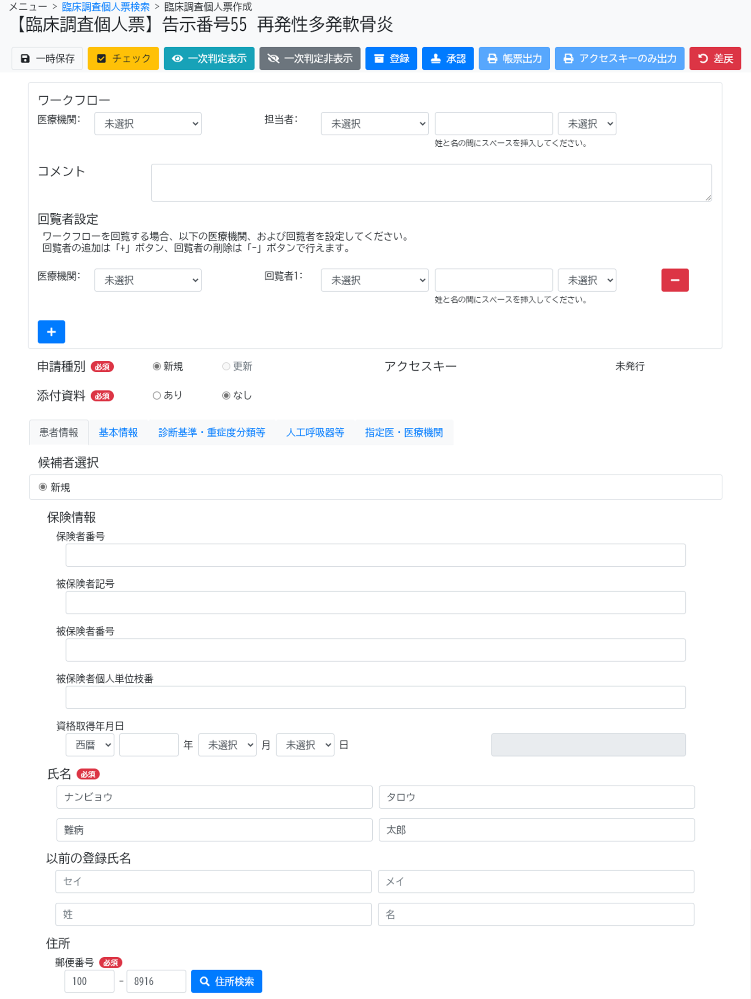 メニュー > 臨床調査個人票検索 > 臨床調査個人票作成
【臨床調査個人票】告示番号55 再発性多発軟骨炎
一時保存 チェック 一次判定表示 一次判定非表示 登録 承認 帳票出力 アクセスキーのみ出力 差戻
ワークフロー
医療機関: 未選択 担当者: 未選択 未選択
姓と名の間にスペースを挿入してください。
コメント
回覧者設定
ワークフローを回覧する場合、以下の医療機関、および回覧者を設定してください。
回覧者の追加は「+」ボタン、回覧者の削除は「-」ボタンで行えます。
医療機関: 未選択 回覧者1: 未選択 未選択 −
姓と名の間にスペースを挿入してください。
+
申請種別 必須 新規 更新 アクセスキー 未発行
添付資料 必須 あり なし
患者情報 基本情報 診断基準・重症度分類等 人工呼吸器等 指定医・医療機関
候補者選択
新規
保険情報
保険者番号
被保険者記号
被保険者番号
被保険者個人単位枝番
資格取得年月日
西暦 年 未選択 月 未選択 日
氏名 必須
ナンビョウ タロウ
難病 太郎
以前の登録氏名
セイ メイ
姓 名
住所
郵便番号 必須
100 - 8916 住所検索